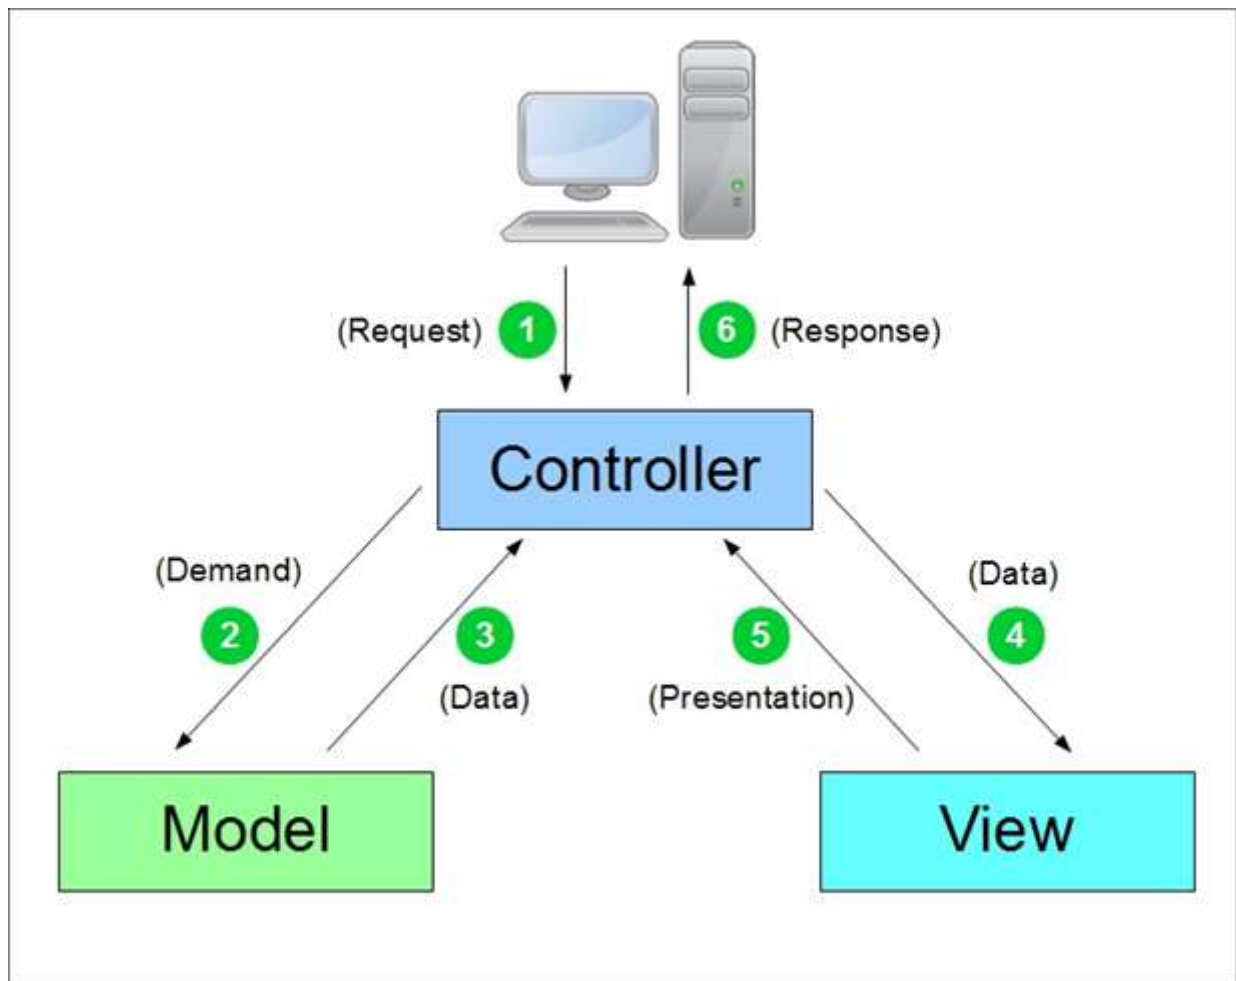 (Request) 1 6 (Response)
Controller
(Demand) (Data)
2 3 5 4
(Data) (Presentation)
Model View